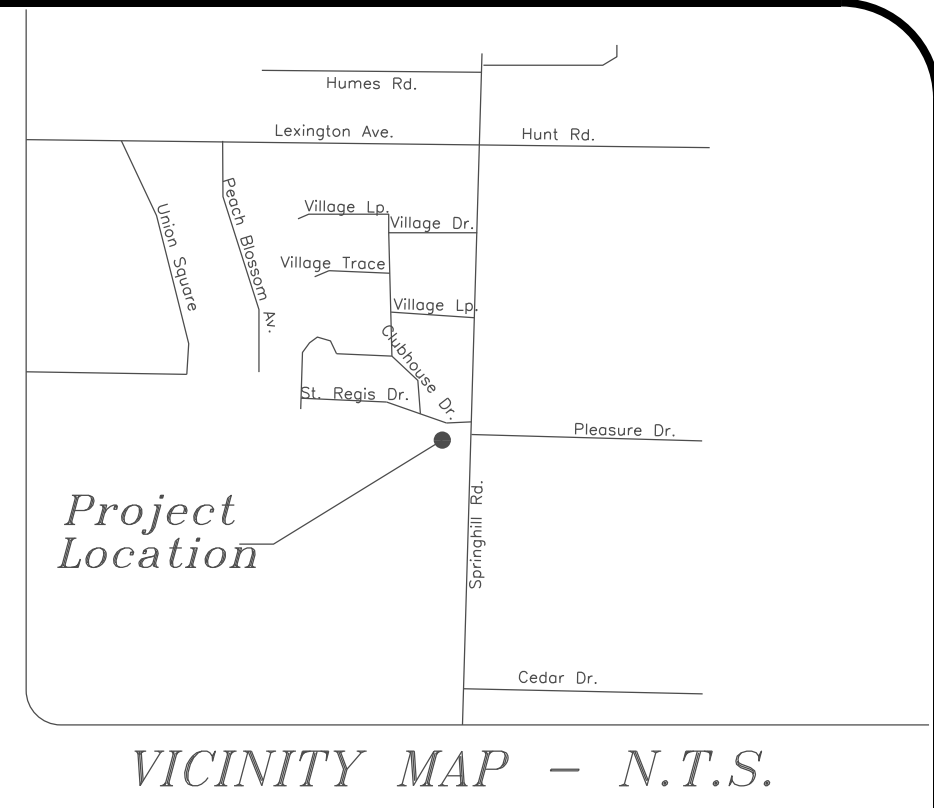 Humes Rd.
Lexington Ave.
Hunt Rd.
Union Square
Peach Blossom Av.
Village Lp.
Village Dr.
Village Trace
Village Lp.
Clubhouse Dr.
St. Regis Dr.
Pleasure Dr.
Springhill Rd.
Project
Location
Cedar Dr.
VICINITY MAP - N.T.S.